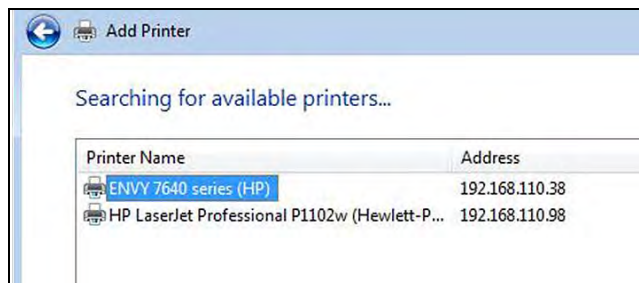 Add Printer
Searching for available printers...
Printer Name Address
ENVY 7640 series (HP) 192.168.110.38
HP LaserJet Professional P1102w (Hewlett-P... 192.168.110.98